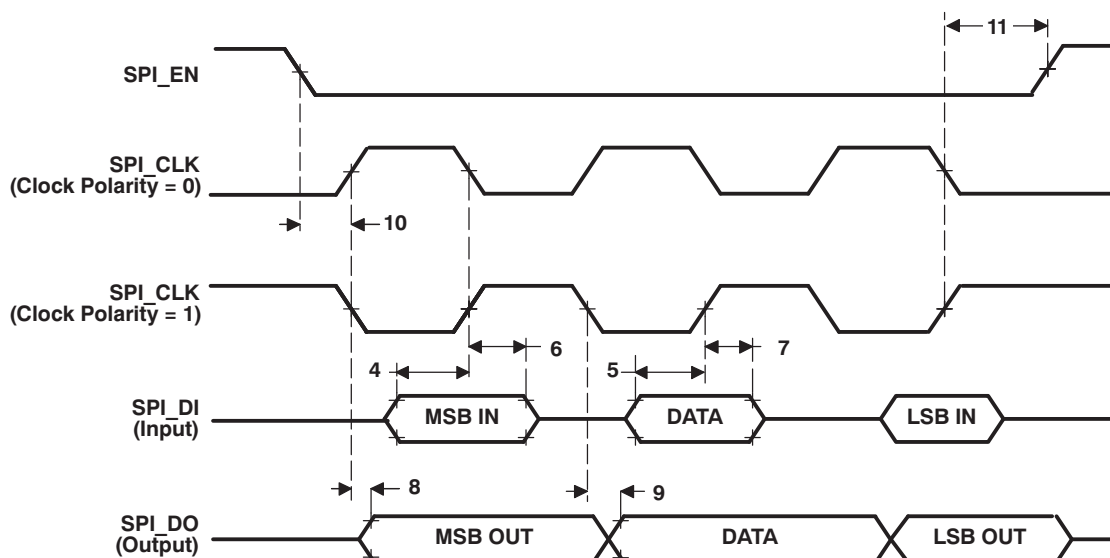 11
SPI_EN
SPI_CLK
(Clock Polarity = 0)
10
SPI_CLK
(Clock Polarity = 1)
6
7
4
5
SPI_DI
(Input)
MSB IN
DATA
LSB IN
8
9
SPI_DO
(Output)
MSB OUT
DATA
LSB OUT